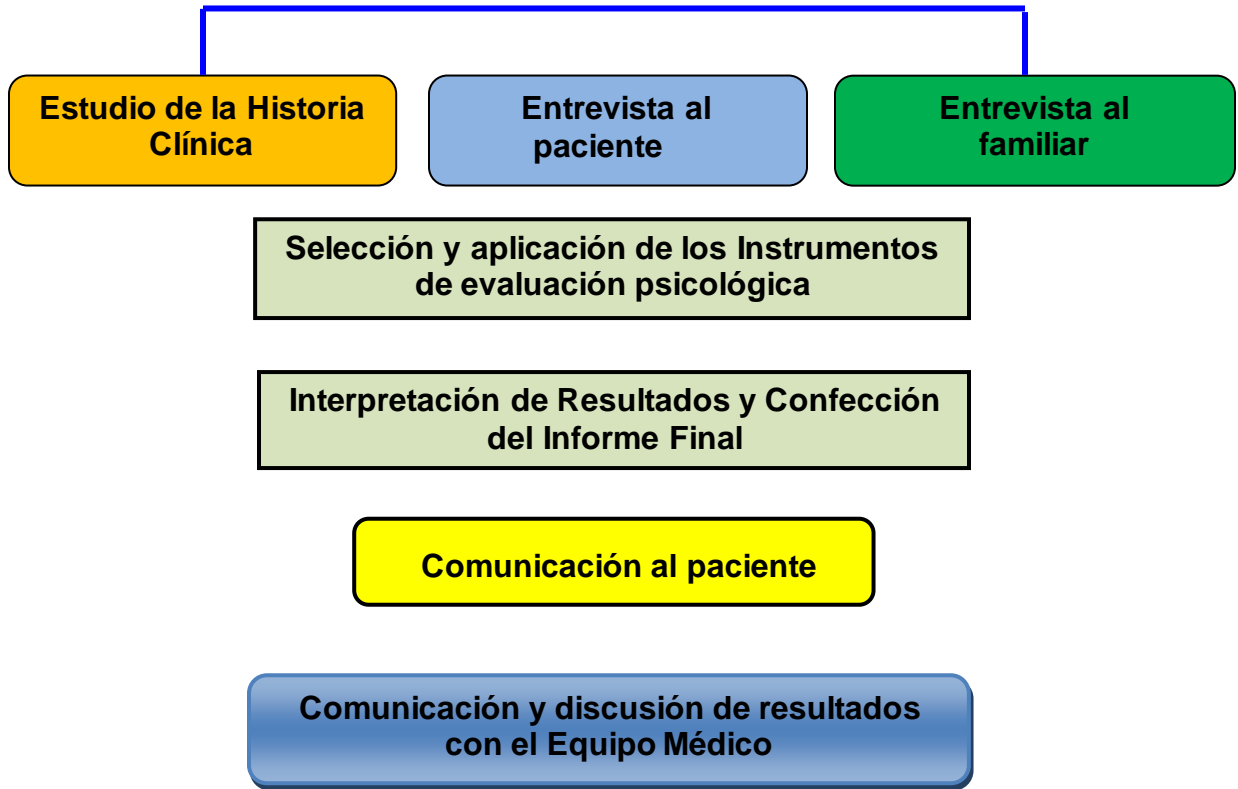 Estudio de la Historia
Clínica
Entrevista al
paciente
Entrevista al
familiar
Selección y aplicación de los Instrumentos
de evaluación psicológica
Interpretación de Resultados y Confección
del Informe Final
Comunicación al paciente
Comunicación y discusión de resultados
con el Equipo Médico